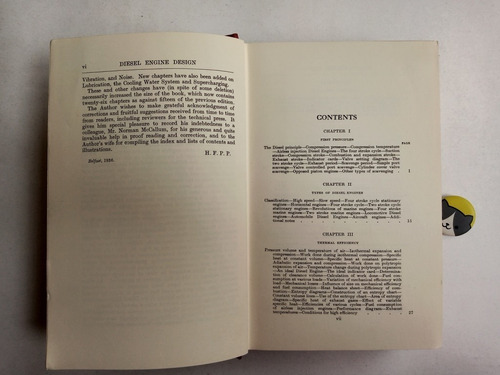 vi DIESEL ENGINE DESIGN
Vibration, and Noise. New chapters have also been added on
Lubrication, the Cooling Water System and Supercharging.
These and other changes have (in spite of some deletion)
necessarily increased the size of the book, which now contains
twenty-six chapters as against fifteen of the previous edition.
The Author wishes to make grateful acknowledgment of
corrections and fruitful suggestions received from time to time
from readers, including reviewers for the technical press. It
gives him special pleasure to record his indebtedness to a
colleague, Mr. Norman McCallum, for his generous and quite
invaluable help in proof reading and correction, and to the
Author's wife for compiling the index and lists of contents and
illustrations.
H. F. P. P.
Belfast, 1936.
CONTENTS
CHAPTER I
FIRST PRINCIPLES
PAGE
The Diesel principle—Compression pressure—Compression temperature
—Airless injection Diesel Engines—The four stroke cycle—Suction
stroke—Compression stroke—Combustion and expansion stroke—
Exhaust stroke—Indicator cards—Valve setting diagram—The
two stroke cycle—Exhaust period—Scavenge period—Simple port
scavenge—Valve controlled port scavenge—Cylinder cover valve
scavenge—Opposed piston engines—Other types of scavenging . 1
CHAPTER II
TYPES OF DIESEL ENGINES
Classification—High speed—Slow speed—Four stroke stationary
engines—Horizontal engines—Four stroke cycle—Two stroke cycle
stationary engines—Revolutions of marine engines—Four stroke
marine engines—Two stroke marine engines—Locomotive Diesel
engines—Automobile Diesel Engines—Aircraft engines—Addi-
tional notes . 11
CHAPTER III
THERMAL EFFICIENCY
Pressure volume and temperature of air—Isothermal expansion and
compression—Work done during isothermal compression—Specific
heat at constant volume—Specific heat at constant pressure—
Adiabatic expansion and compression—Work done on polytropic
expansion of air—Temperature change during polytropic expansion
—An ideal Diesel Engine—The ideal indicator card—Determina-
tion of clearance volume—Calculation of work done—Fuel con-
sumption at various loads—Variation of mechanical efficiency with
load—Mechanical losses—Influence of size on mechanical efficiency
and fuel consumption—Heat balance sheet—Efficiency of com-
bustion—Entropy diagrams—Construction of an entropy chart—
Constant volume lines—Use of the entropy chart—Area of entropy
diagram—Specific heat of exhaust gases—Effect of variable
specific heat—Efficiencies of various cycles—Fuel consumption
of airless injection engines—Performance diagram—Exhaust
temperatures—Conditions for high efficiency . 27
vii